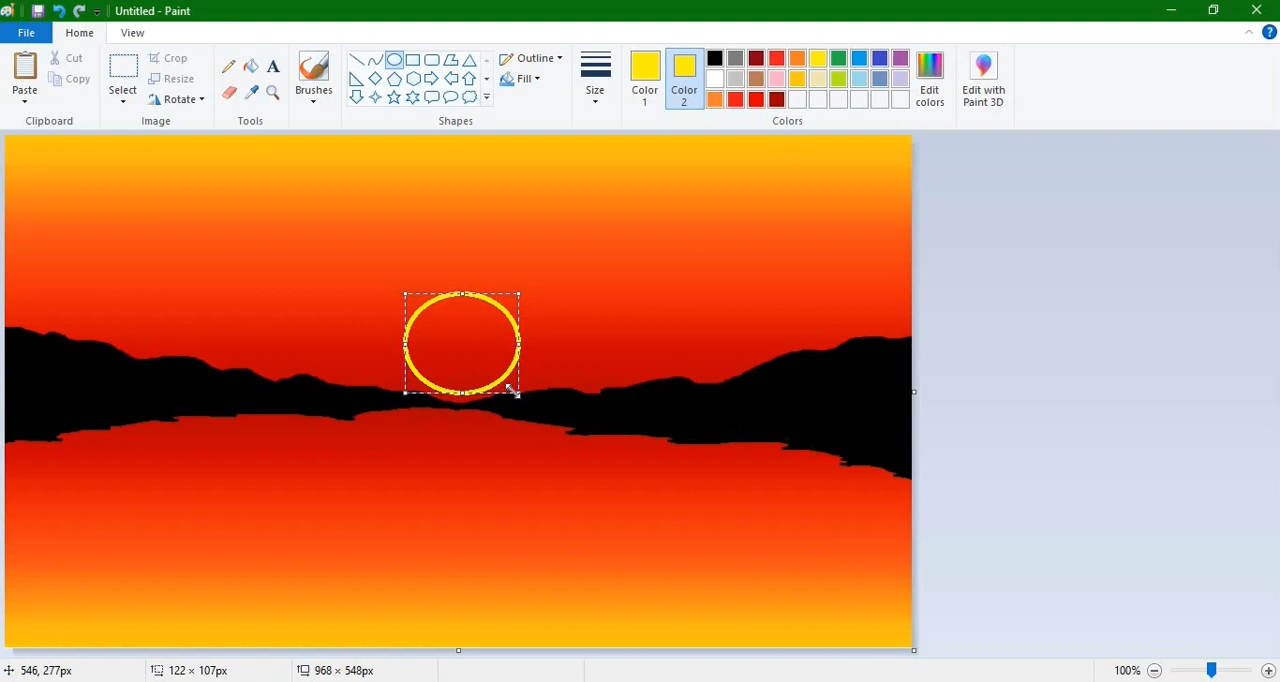 Untitled - Paint
File Home View
Paste
Cut
Copy
Clipboard
Select
Crop
Resize
Rotate
Image
Tools
Brushes
Outline
Fill
Shapes
Size
Color 1
Color 2
Edit colors
Colors
Edit with Paint 3D
546, 277px
122 × 107px
968 × 548px
100%